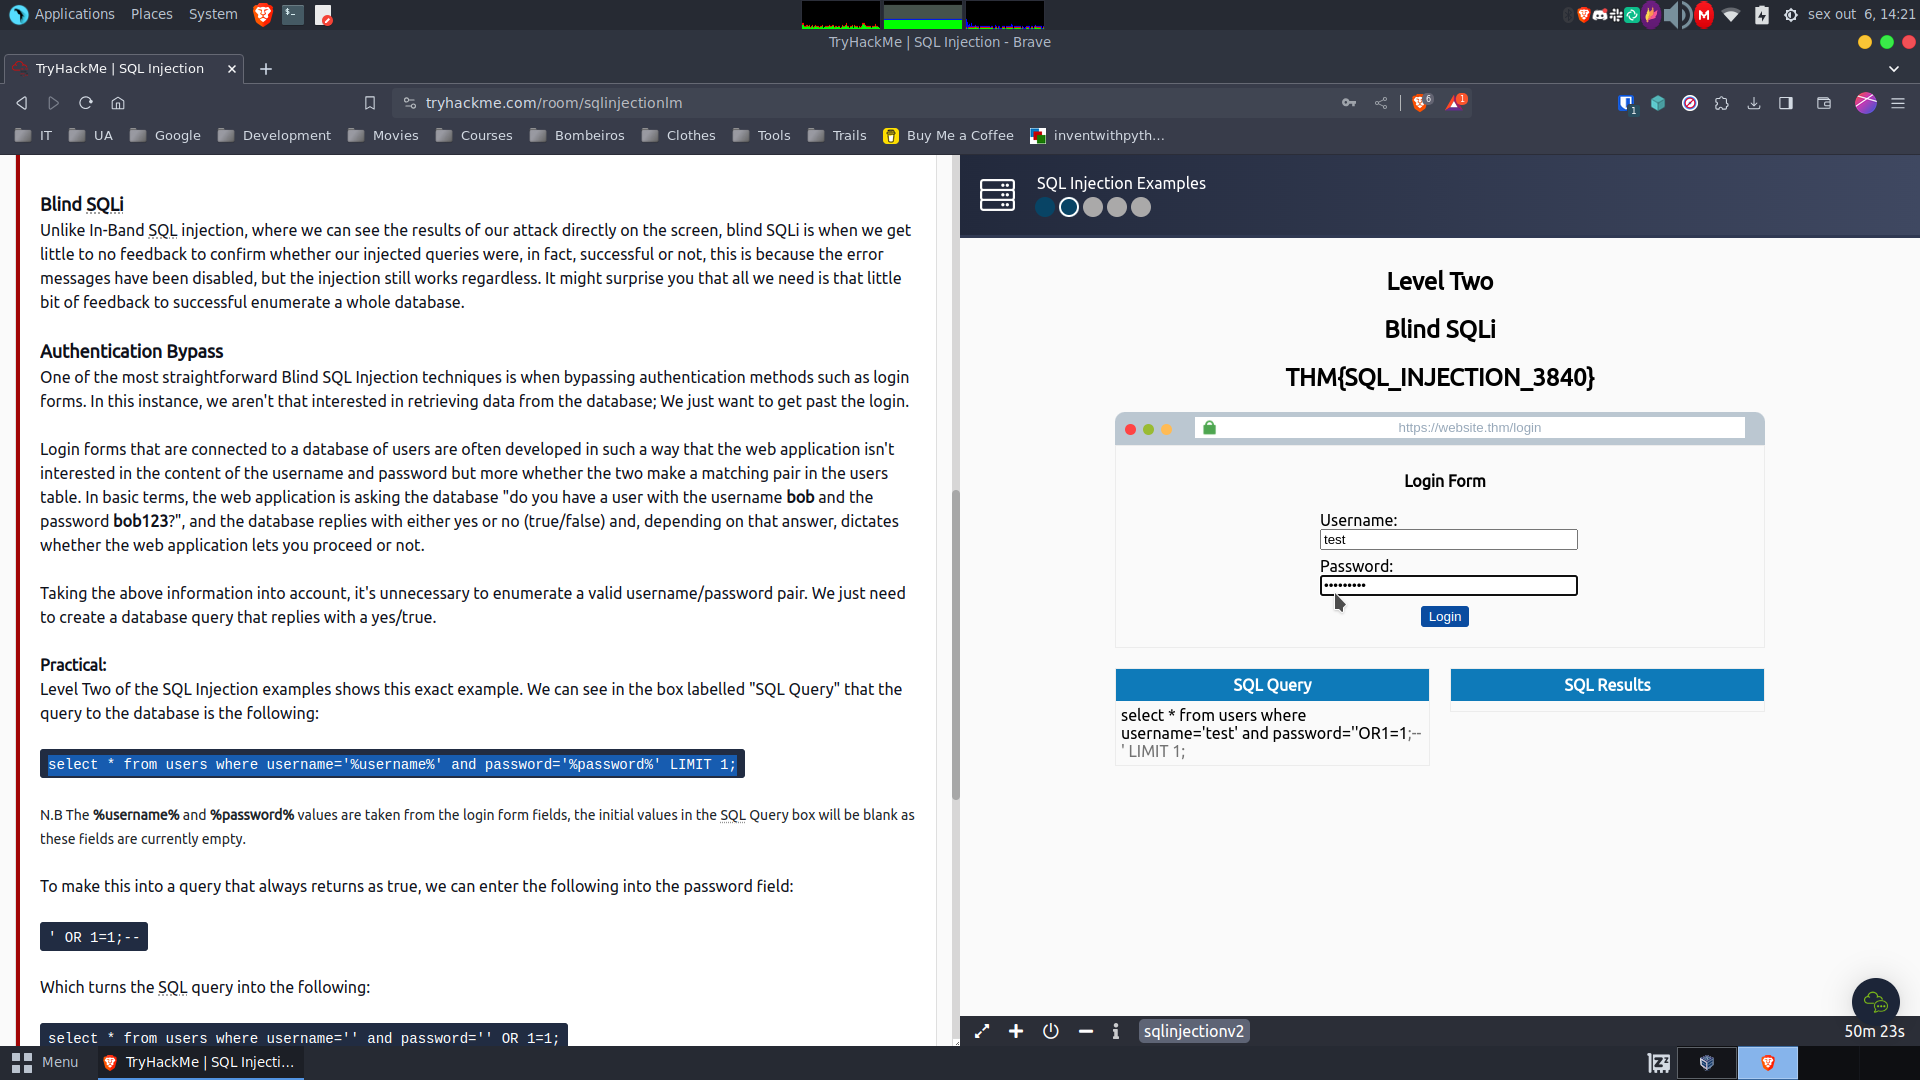 Applications Places System
sex out 6, 14:21
TryHackMe | SQL Injection - Brave
TryHackMe | SQL Injection
tryhackme.com/room/sqlinjectionlm
6
1
1
IT UA Google Development Movies Courses Bombeiros Clothes Tools Trails Buy Me a Coffee inventwithpyth...
Blind SQLi
Unlike In-Band SQL injection, where we can see the results of our attack directly on the screen, blind SQLi is when we get
little to no feedback to confirm whether our injected queries were, in fact, successful or not, this is because the error
messages have been disabled, but the injection still works regardless. It might surprise you that all we need is that little
bit of feedback to successful enumerate a whole database.
Authentication Bypass
One of the most straightforward Blind SQL Injection techniques is when bypassing authentication methods such as login
forms. In this instance, we aren't that interested in retrieving data from the database; We just want to get past the login.
Login forms that are connected to a database of users are often developed in such a way that the web application isn't
interested in the content of the username and password but more whether the two make a matching pair in the users
table. In basic terms, the web application is asking the database "do you have a user with the username bob and the
password bob123?", and the database replies with either yes or no (true/false) and, depending on that answer, dictates
whether the web application lets you proceed or not.
Taking the above information into account, it's unnecessary to enumerate a valid username/password pair. We just need
to create a database query that replies with a yes/true.
Practical:
Level Two of the SQL Injection examples shows this exact example. We can see in the box labelled "SQL Query" that the
query to the database is the following:
select * from users where username='%username%' and password='%password%' LIMIT 1;
N.B The %username% and %password% values are taken from the login form fields, the initial values in the SQL Query box will be blank as
these fields are currently empty.
To make this into a query that always returns as true, we can enter the following into the password field:
' OR 1=1;--
Which turns the SQL query into the following:
select * from users where username='' and password='' OR 1=1;
SQL Injection Examples
Level Two
Blind SQLi
THM{SQL_INJECTION_3840}
https://website.thm/login
Login Form
Username:
test
Password:
•••••••••
Login
SQL Query
select * from users where
username='test' and password=''OR1=1;--
' LIMIT 1;
SQL Results
sqlinjectionv2
50m 23s
Menu
TryHackMe | SQL Injecti...